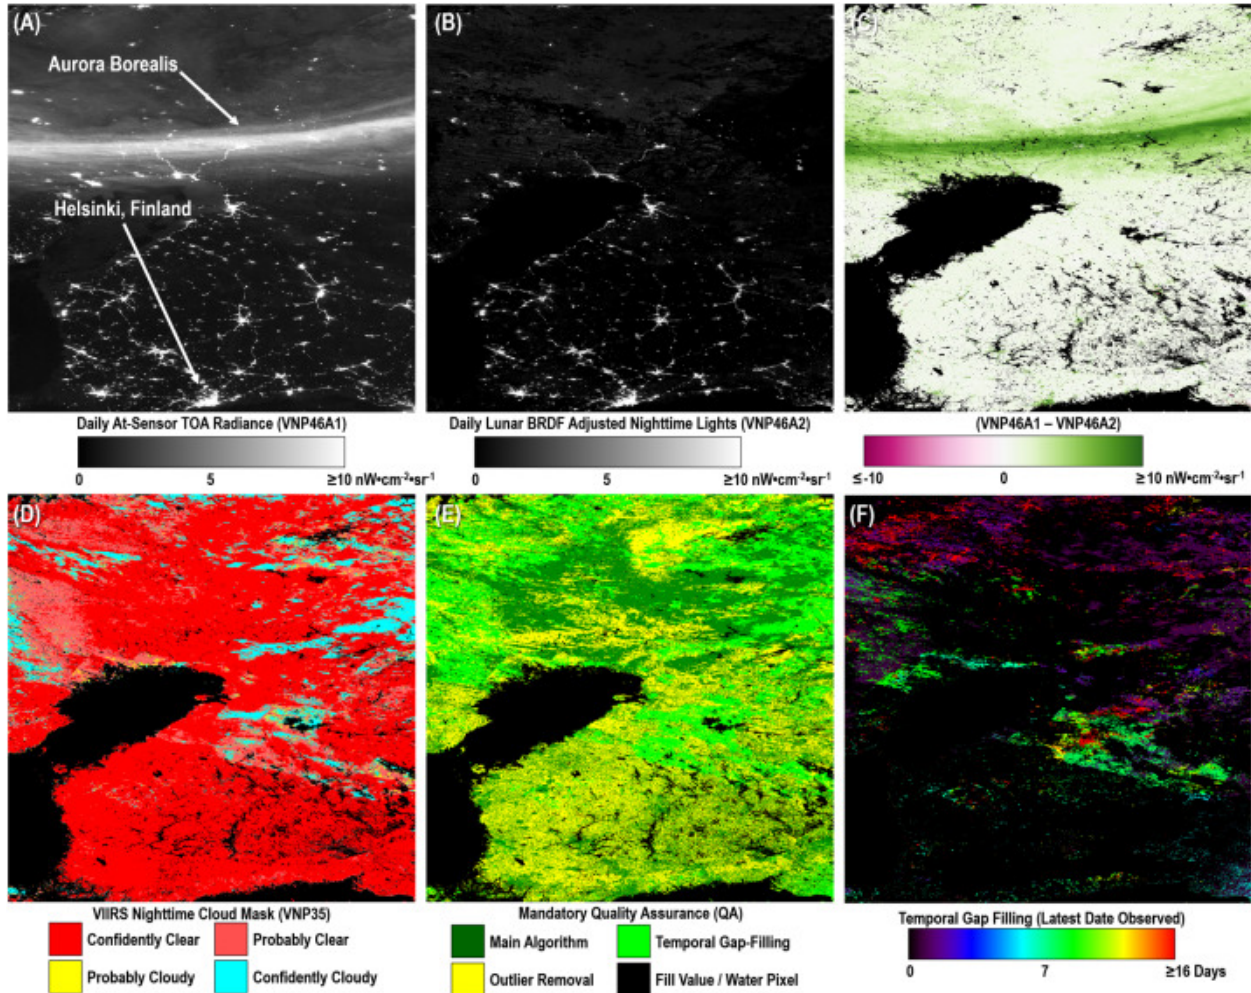 (A)
Aurora Borealis
Helsinki, Finland
(B)
(C)
Daily At-Sensor TOA Radiance (VNP46A1)
0 5 ≥10 nW•cm-2•sr-1
Daily Lunar BRDF Adjusted Nighttime Lights (VNP46A2)
0 5 ≥10 nW•cm-2•sr-1
(VNP46A1 – VNP46A2)
≤-10 0 ≥10 nW•cm-2•sr-1
(D)
(E)
(F)
VIIRS Nighttime Cloud Mask (VNP35)
Confidently Clear Probably Clear
Probably Cloudy Confidently Cloudy
Mandatory Quality Assurance (QA)
Main Algorithm Temporal Gap-Filling
Outlier Removal Fill Value / Water Pixel
Temporal Gap Filling (Latest Date Observed)
0 7 ≥16 Days